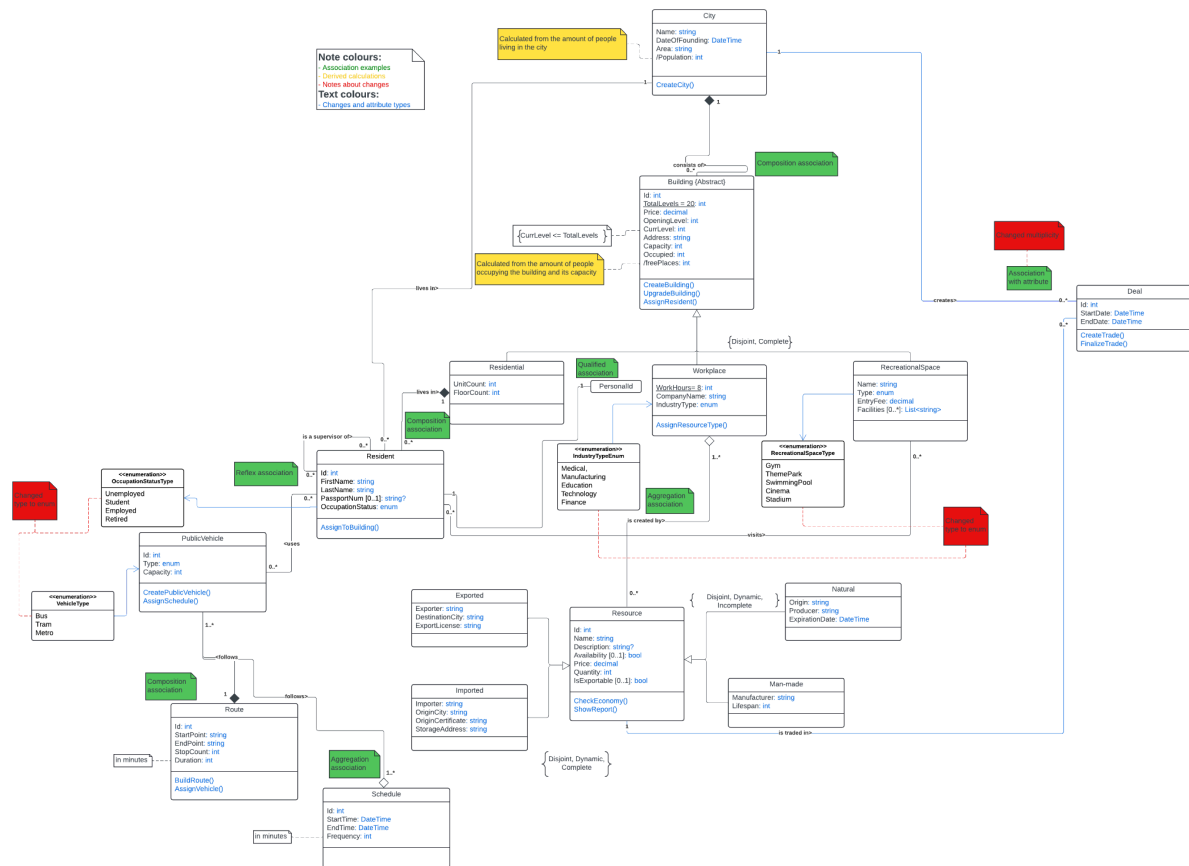 City
Name: string
DateOfFounding: DateTime
Area: string
/Population: int
CreateCity()
Calculated from the amount of people
living in the city
Note colours:
- Association examples
- Derived calculations
- Notes about changes
Text colours:
- Changes and attribute types
1
1
1
consists of>
0..*
Composition association
Building {Abstract}
Id: int
TotalLevels = 20: int
Price: decimal
OpeningLevel: int
CurrLevel: int
Address: string
Capacity: int
Occupied: int
/freePlaces: int
CreateBuilding()
UpgradeBuilding()
AssignResident()
{CurrLevel <= TotalLevels}
Calculated from the amount of people
occupying the building and its capacity
lives in>
Association
with attribute
creates>
0..*
0..*
Deal
Id: int
StartDate: DateTime
EndDate: DateTime
CreateTrade()
FinalizeTrade()
{Disjoint, Complete}
Residential
UnitCount: int
FloorCount: int
lives in>
1
Qualified
association
1
PersonalId
Workplace
WorkHours= 8: int
CompanyName: string
IndustryType: enum
AssignResourceType()
RecreationalSpace
Name: string
Type: enum
EntryFee: decimal
Facilities [0..*]: List<string>
Composition
association
is a supervisor of>
0..*
0..*
0..*
0..*
Resident
Id: int
FirstName: string
LastName: string
PassportNum [0..1]: string?
OccupationStatus: enum
AssignToBuilding()
Reflex association
<<enumeration>>
IndustryTypeEnum
Medical,
Manufacturing
Education
Technology
Finance
<<enumeration>>
RecreationalSpaceType
Gym
ThemePark
SwimmingPool
Cinema
Stadium
1..*
0..*
<<enumeration>>
OccupationStatusType
Unemployed
Student
Employed
Retired
Changed
type to enum
Aggregation
association
is created by>
Changed
type to enum
1
0..*
visits>
0..*
<uses
0..*
PublicVehicle
Id: int
Type: enum
Capacity: int
CreatePublicVehicle()
AssignSchedule()
<<enumeration>>
VehicleType
Bus
Tram
Metro
1..*
<follows
Composition
association
1
follows>
Route
Id: int
StartPoint: string
EndPoint: string
StopCount: int
Duration: int
BuildRoute()
AssignVehicle()
in minutes
Aggregation
association
1..*
Schedule
Id: int
StartTime: DateTime
EndTime: DateTime
Frequency: int
in minutes
Exported
Exporter: string
DestinationCity: string
ExportLicense: string
Imported
Importer: string
OriginCity: string
OriginCertificate: string
StorageAddress: string
{Disjoint, Dynamic,
Complete}
0..*
Resource
Id: int
Name: string
Description: string?
Availability [0..1]: bool
Price: decimal
Quantity: int
IsExportable [0..1]: bool
CheckEconomy()
ShowReport()
1
is traded in>
{Disjoint, Dynamic,
Incomplete}
Natural
Origin: string
Producer: string
ExpirationDate: DateTime
Man-made
Manufacturer: string
Lifespan: int